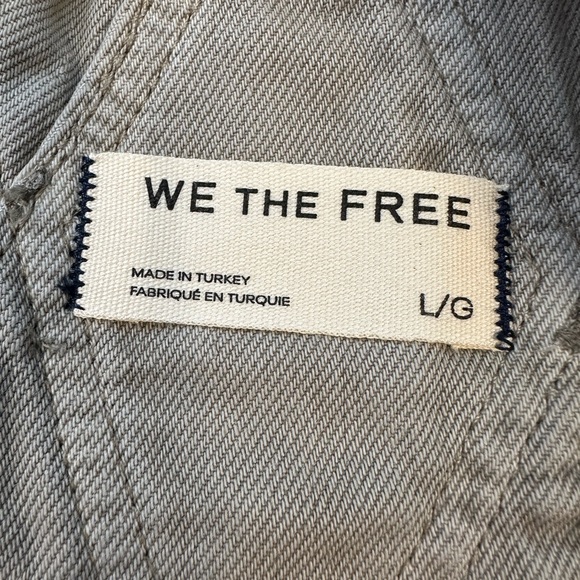 WE THE FREE
MADE IN TURKEY
FABRIQUÉ EN TURQUIE
L/G